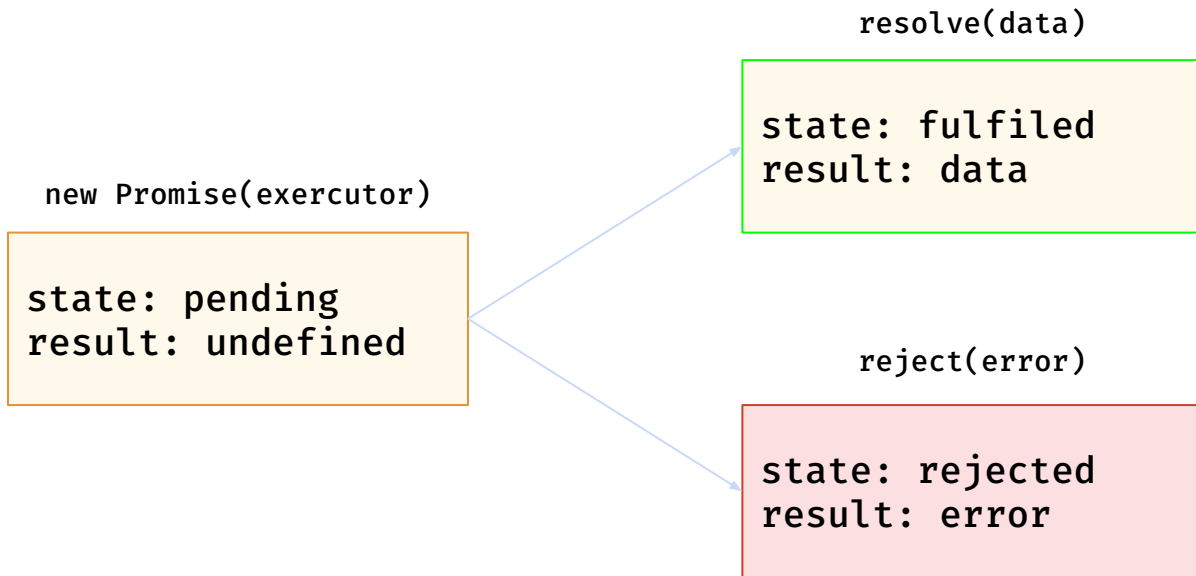 new Promise(exercutor)
state: pending
result: undefined
resolve(data)
state: fulfiled
result: data
reject(error)
state: rejected
result: error